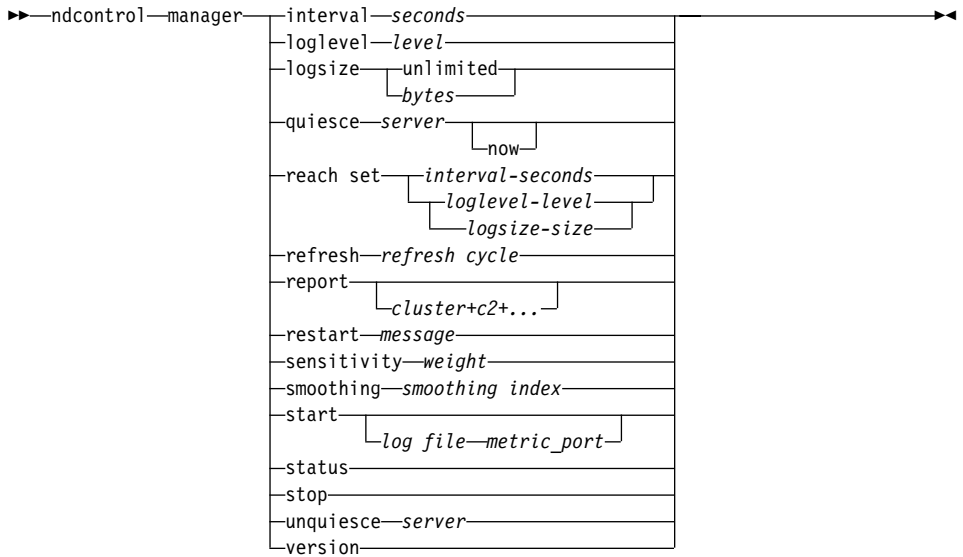 ndcontrol manager interval seconds
loglevel level
logsize unlimited
bytes
quiesce server
now
reach set interval-seconds
loglevel-level
logsize-size
refresh refresh cycle
report
cluster+c2+...
restart message
sensitivity weight
smoothing smoothing index
start
log file metric_port
status
stop
unquiesce server
version